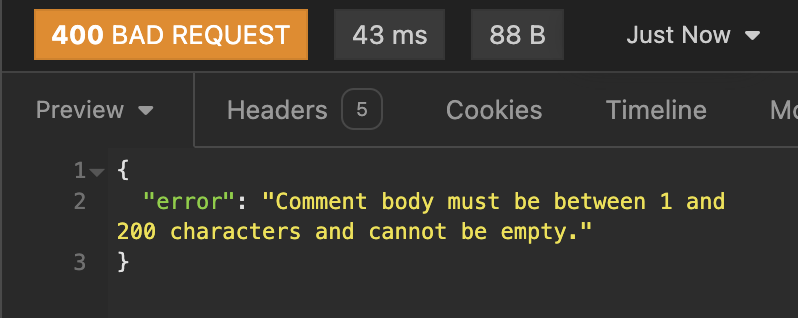 400 BAD REQUEST 43 ms 88 B Just Now
Preview Headers 5 Cookies Timeline
1 {
2 "error": "Comment body must be between 1 and
200 characters and cannot be empty."
3 }